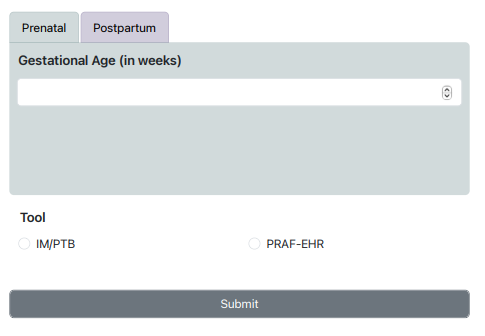 Prenatal Postpartum
Gestational Age (in weeks)
Tool
IM/PTB PRAF-EHR
Submit